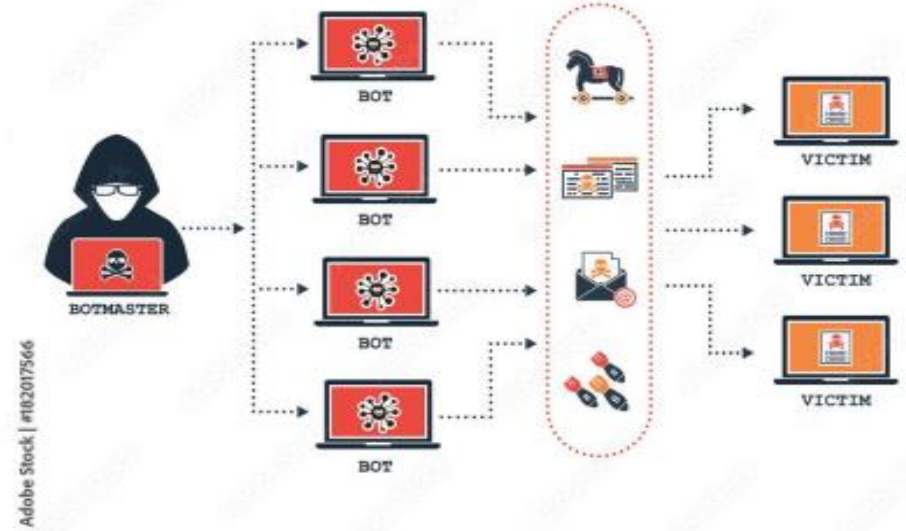 BOT
BOT
BOT
BOT
BOTMASTER
VICTIM
VICTIM
VICTIM
Adobe Stock | #182017566